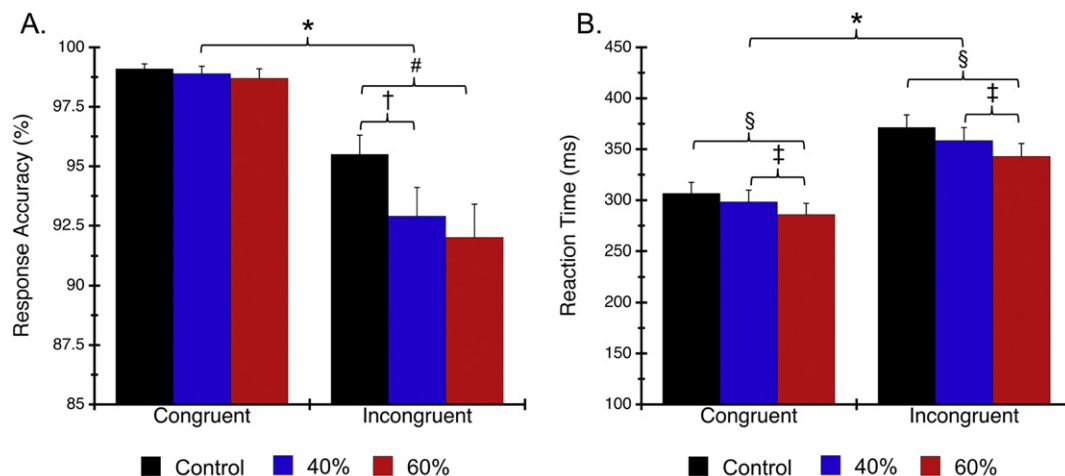 A.
*
100
97.5
95
92.5
90
87.5
85
Response Accuracy (%)
#
†
Congruent
Incongruent
Control
40%
60%
B.
*
450
400
350
300
250
200
150
100
Reaction Time (ms)
§
‡
§
‡
Congruent
Incongruent
Control
40%
60%